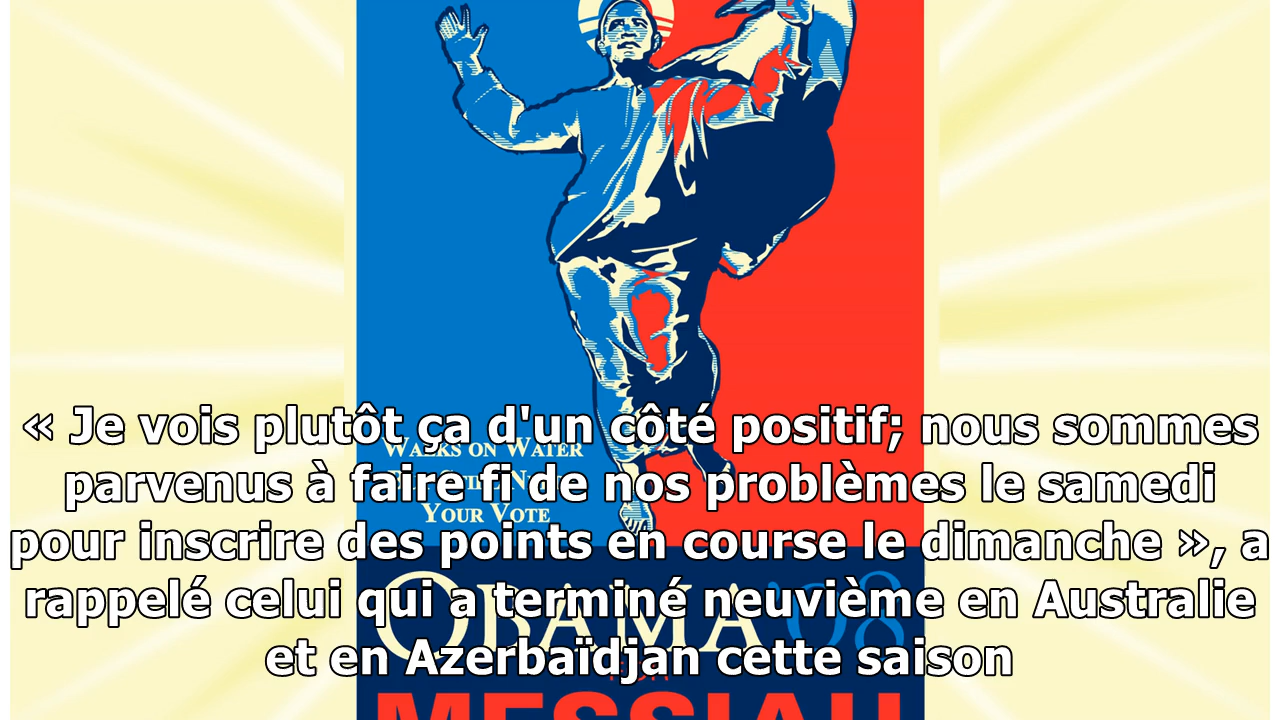 « Je vois plutôt ça d'un côté positif; nous sommes
WALKS ON WATER
parvenus à faire fi de nos problèmes le samedi
YOUR VOTE
pour inscrire des points en course le dimanche », a
rappelé celui qui a terminé neuvième en Australie
OBAMA '08
et en Azerbaïdjan cette saison
MESSIAH